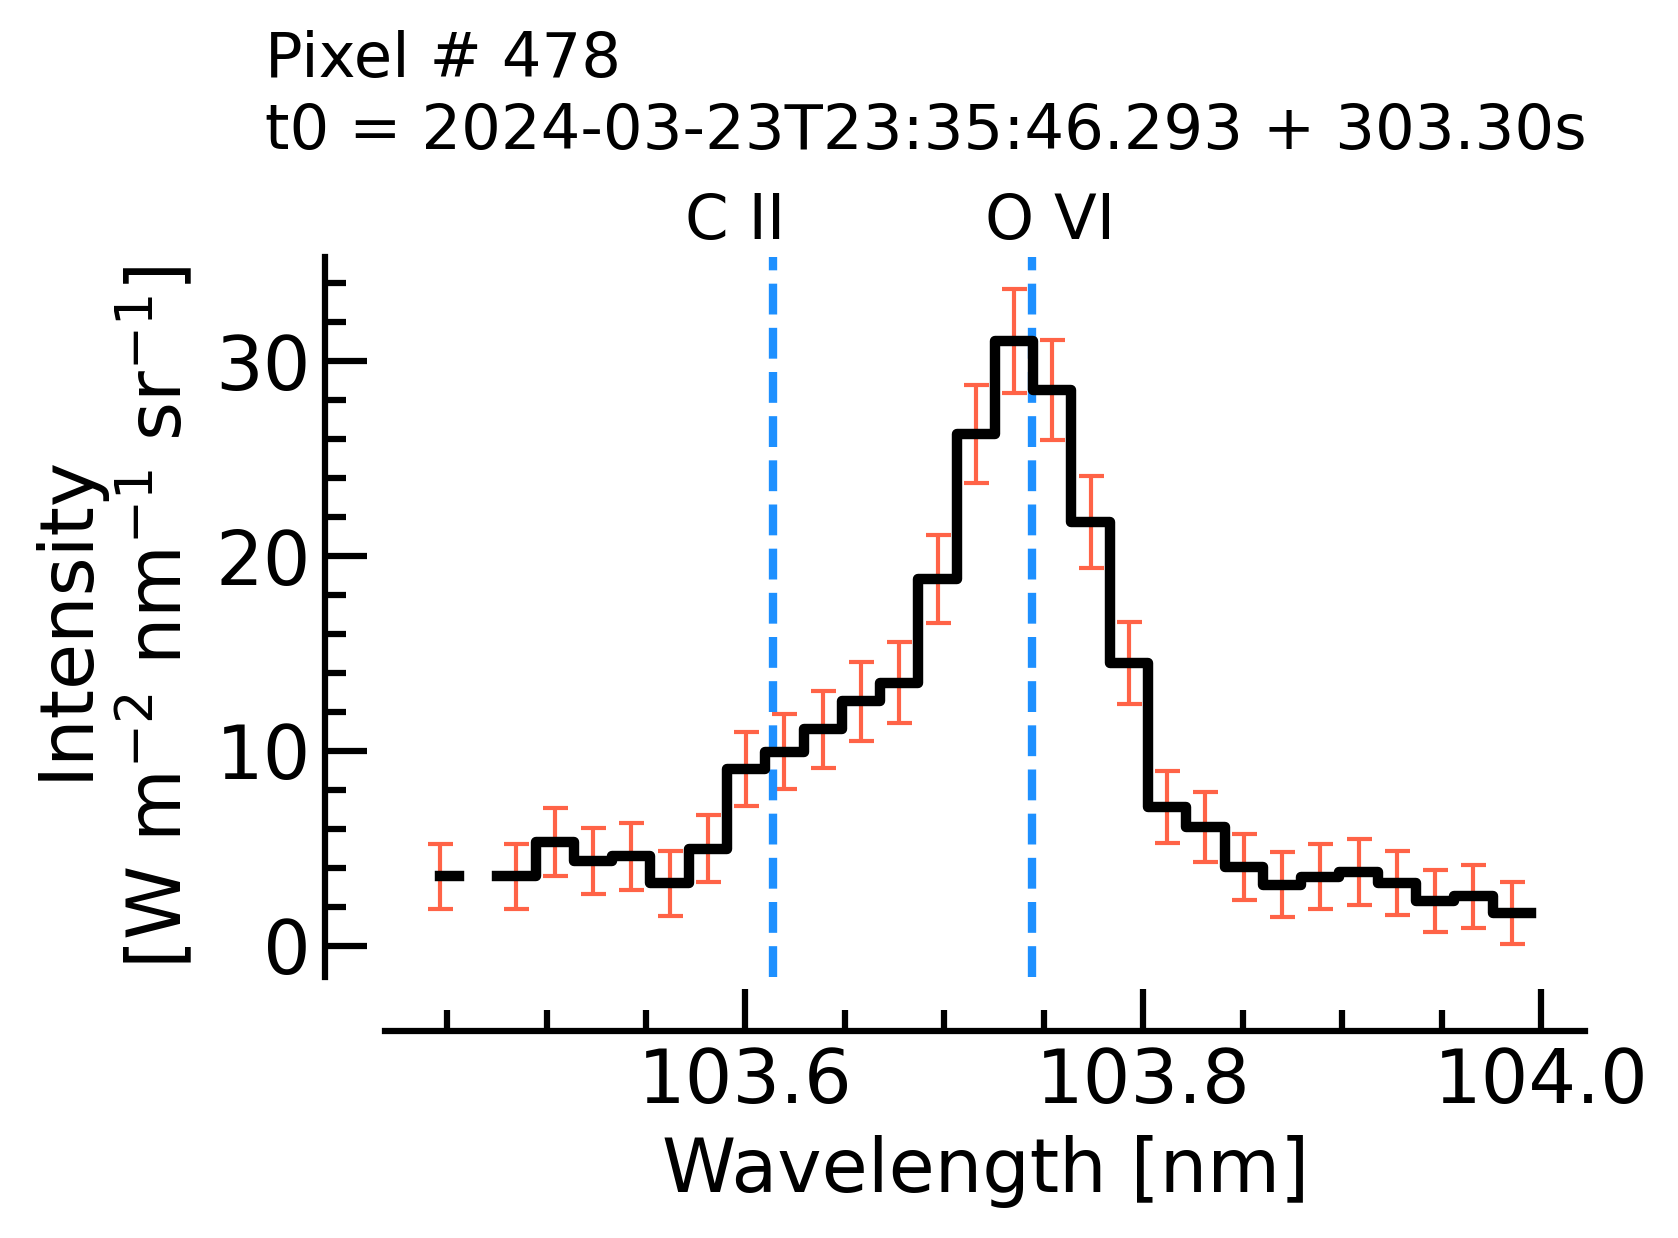 Pixel # 478
t0 = 2024-03-23T23:35:46.293 + 303.30s
C II
O VI
Intensity
[W m⁻² nm⁻¹ sr⁻¹]
30
20
10
0
103.6
103.8
104.0
Wavelength [nm]